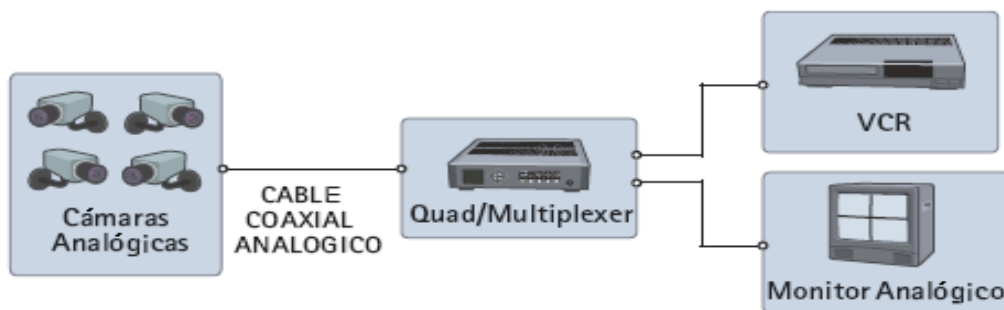 Cámaras
Analógicas
CABLE
COAXIAL
ANALOGICO
Quad/Multiplexer
VCR
Monitor Analógico